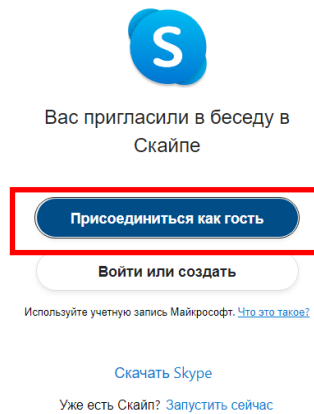 S
Вас пригласили в беседу в
Скайпе
Присоединиться как гость
Войти или создать
Используйте учетную запись Майкрософт. Что это такое?
Скачать Skype
Уже есть Скайп? Запустить сейчас